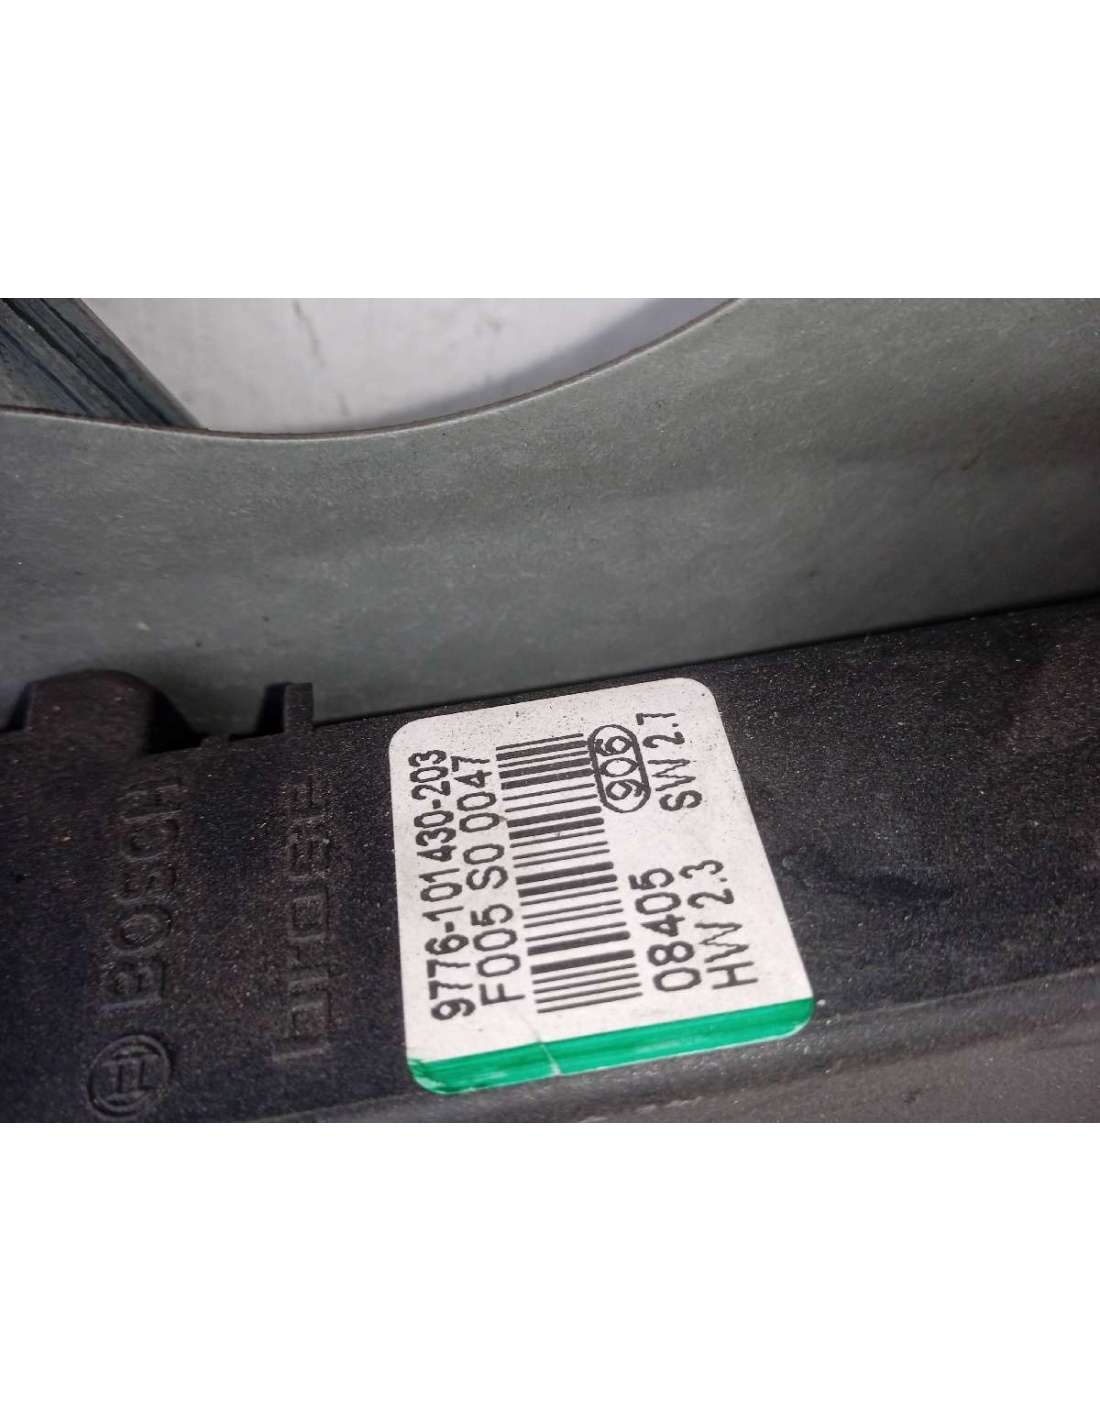 BOSCH
9776-101430-203
F005 S0 0047
906
08405
SW 2.7
HW 2.3